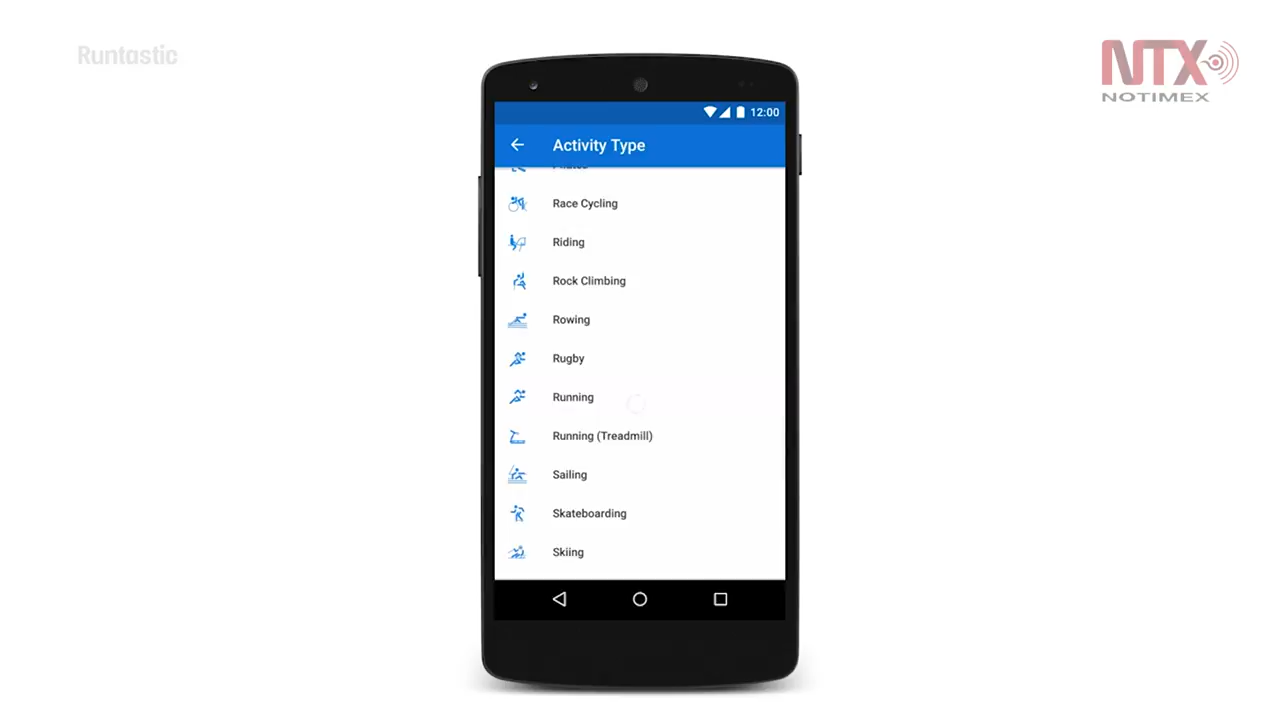 Runtastic
NTX
NOTIMEX
12:00
Activity Type
Race Cycling
Riding
Rock Climbing
Rowing
Rugby
Running
Running (Treadmill)
Sailing
Skateboarding
Skiing